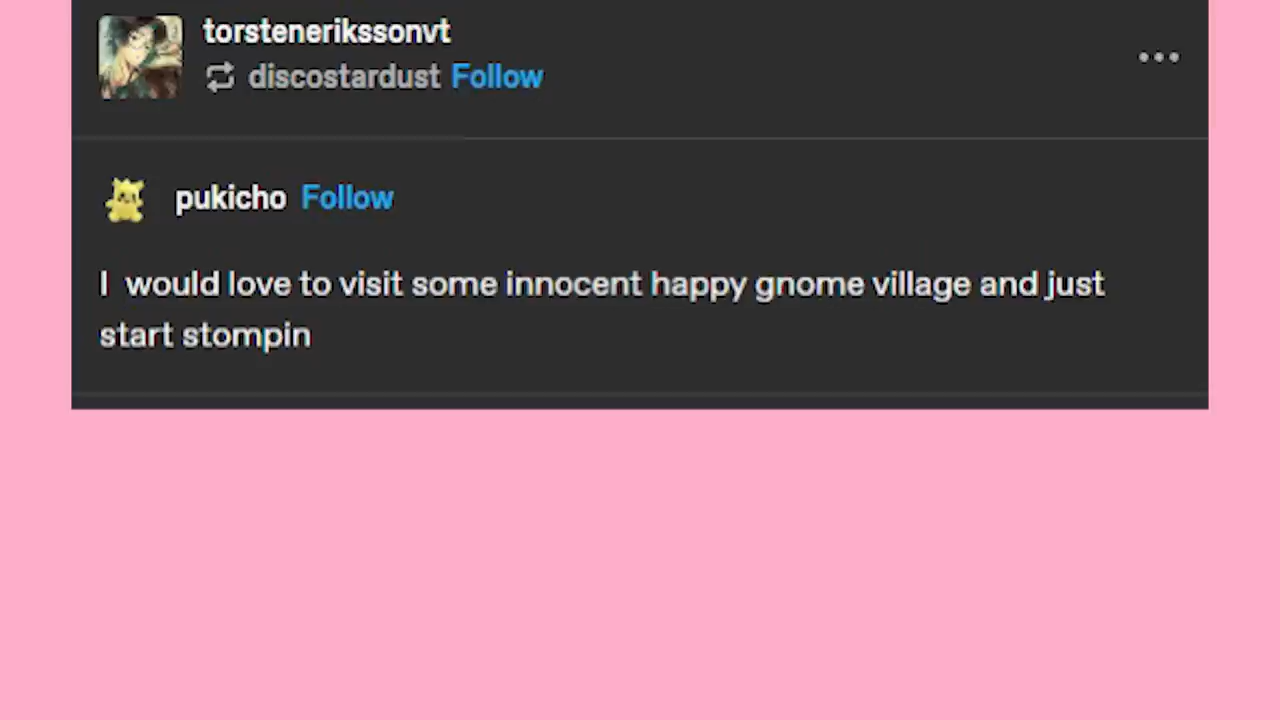 torstenerikssonvt
discostardust Follow
pukicho Follow
I  would love to visit some innocent happy gnome village and just
start stompin